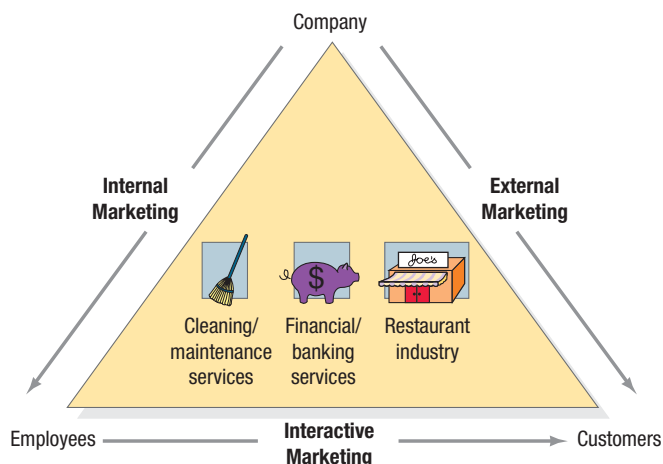 Company
Internal
Marketing
External
Marketing
Joe's
$
Cleaning/
maintenance
services
Financial/
banking
services
Restaurant
industry
Employees
Interactive
Marketing
Customers